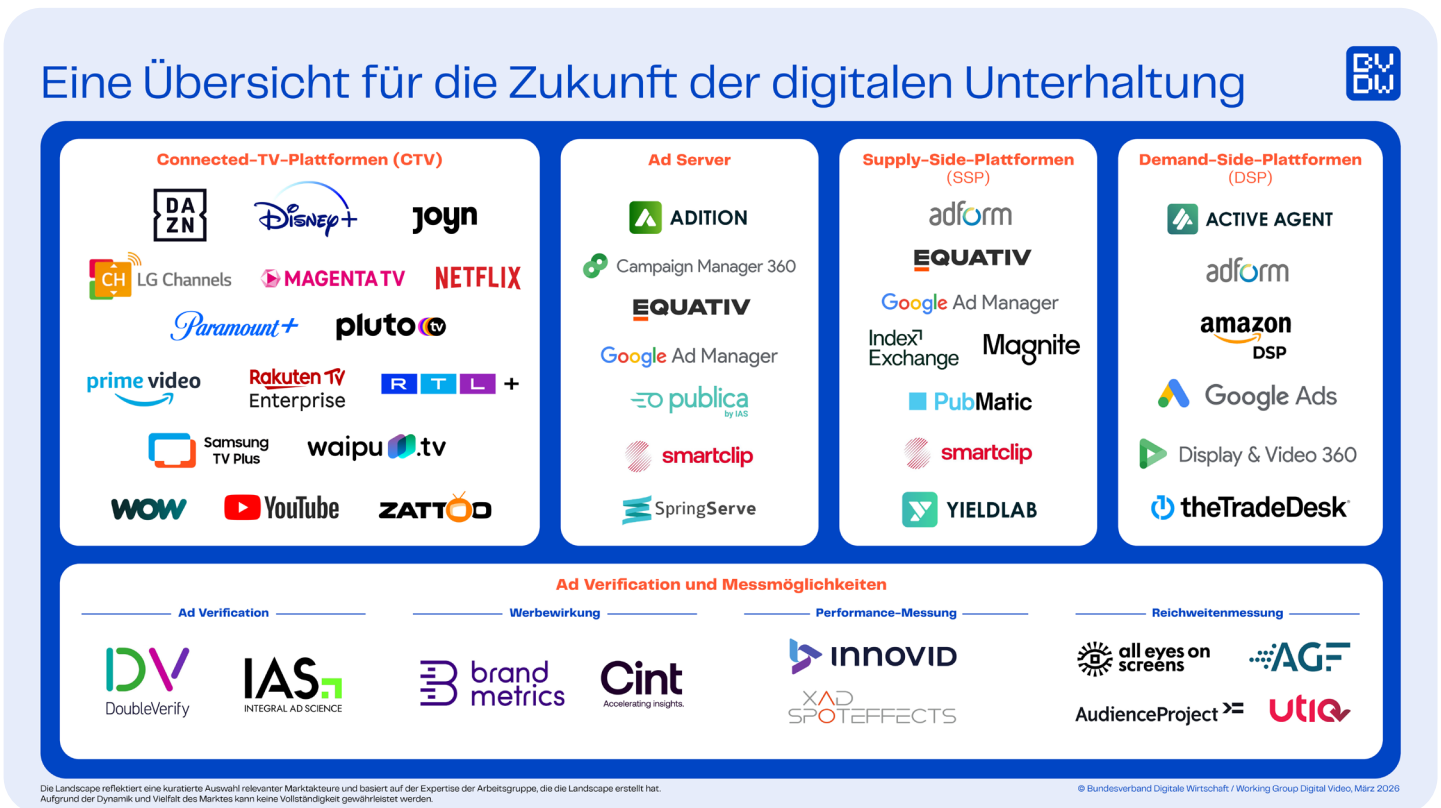 Eine Übersicht für die Zukunft der digitalen Unterhaltung
BV
DW
Connected-TV-Plattformen (CTV)
DA
ZN
Disney+
joyn
CH LG Channels
MAGENTA TV
NETFLIX
Paramount+
pluto tv
prime video
Rakuten TV
Enterprise
RTL +
Samsung
TV Plus
waipu.tv
WOW
YouTube
ZATTOO
Ad Server
ADITION
Campaign Manager 360
EQUATIV
Google Ad Manager
publica
by IAS
smartclip
SpringServe
Supply-Side-Plattformen
(SSP)
adform
EQUATIV
Google Ad Manager
Index
Exchange
Magnite
PubMatic
smartclip
YIELDLAB
Demand-Side-Plattformen
(DSP)
ACTIVE AGENT
adform
amazon
DSP
Google Ads
Display & Video 360
theTradeDesk
Ad Verification und Messmöglichkeiten
Ad Verification
DV
DoubleVerify
IAS
INTEGRAL AD SCIENCE
Werbewirkung
brand
metrics
Cint
Accelerating insights.
Performance-Messung
INNOVID
XAD
SPOTEFFECTS
Reichweitenmessung
all eyes on
screens
AGF
AudienceProject
utiq
Die Landscape reflektiert eine kuratierte Auswahl relevanter Marktakteure und basiert auf der Expertise der Arbeitsgruppe, die die Landscape erstellt hat.
Aufgrund der Dynamik und Vielfalt des Marktes kann keine Vollständigkeit gewährleistet werden.
© Bundesverband Digitale Wirtschaft / Working Group Digital Video, März 2026